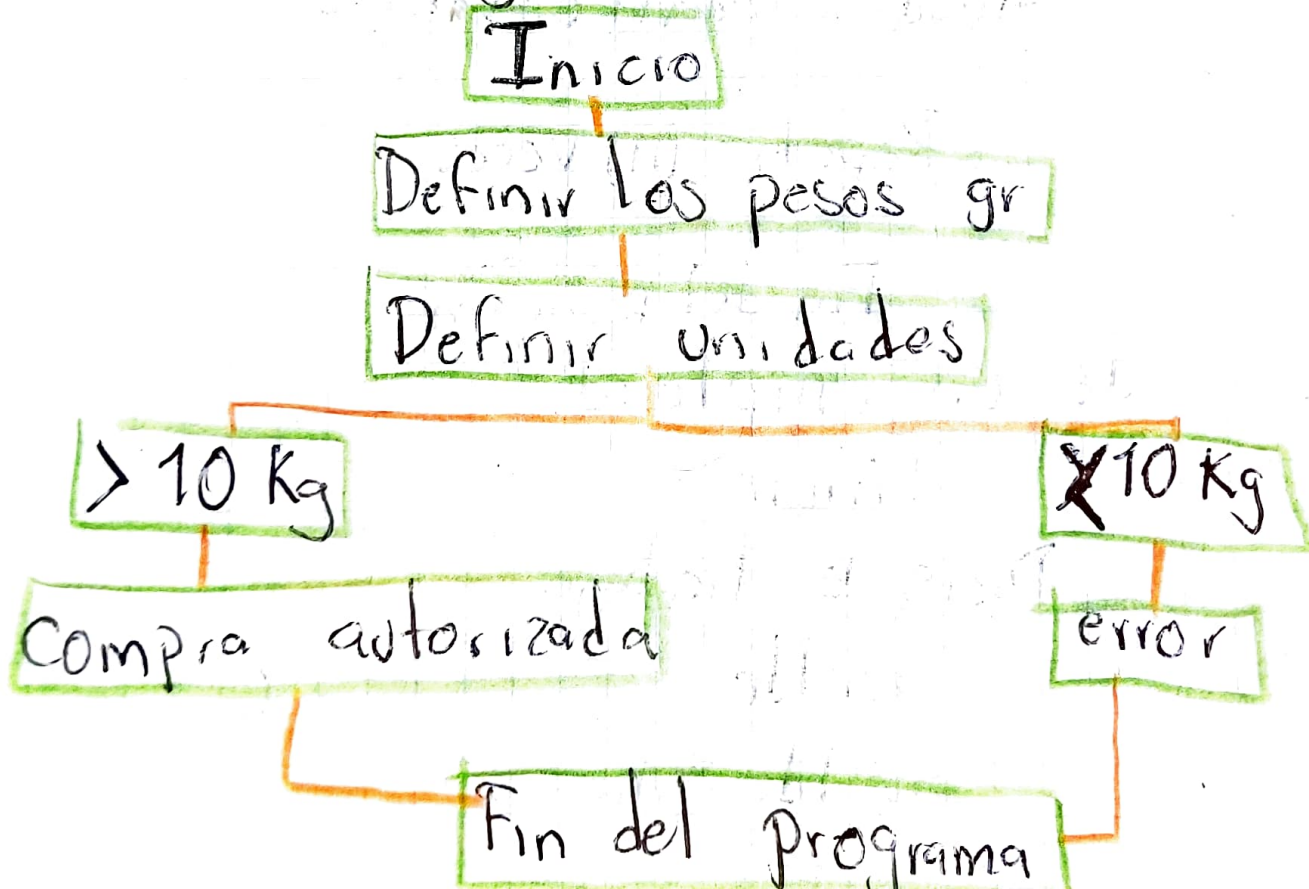 Inicio
Definir los pesos gr
Definir unidades
> 10 Kg
10 Kg
Compra autorizada
error
Fin del programa